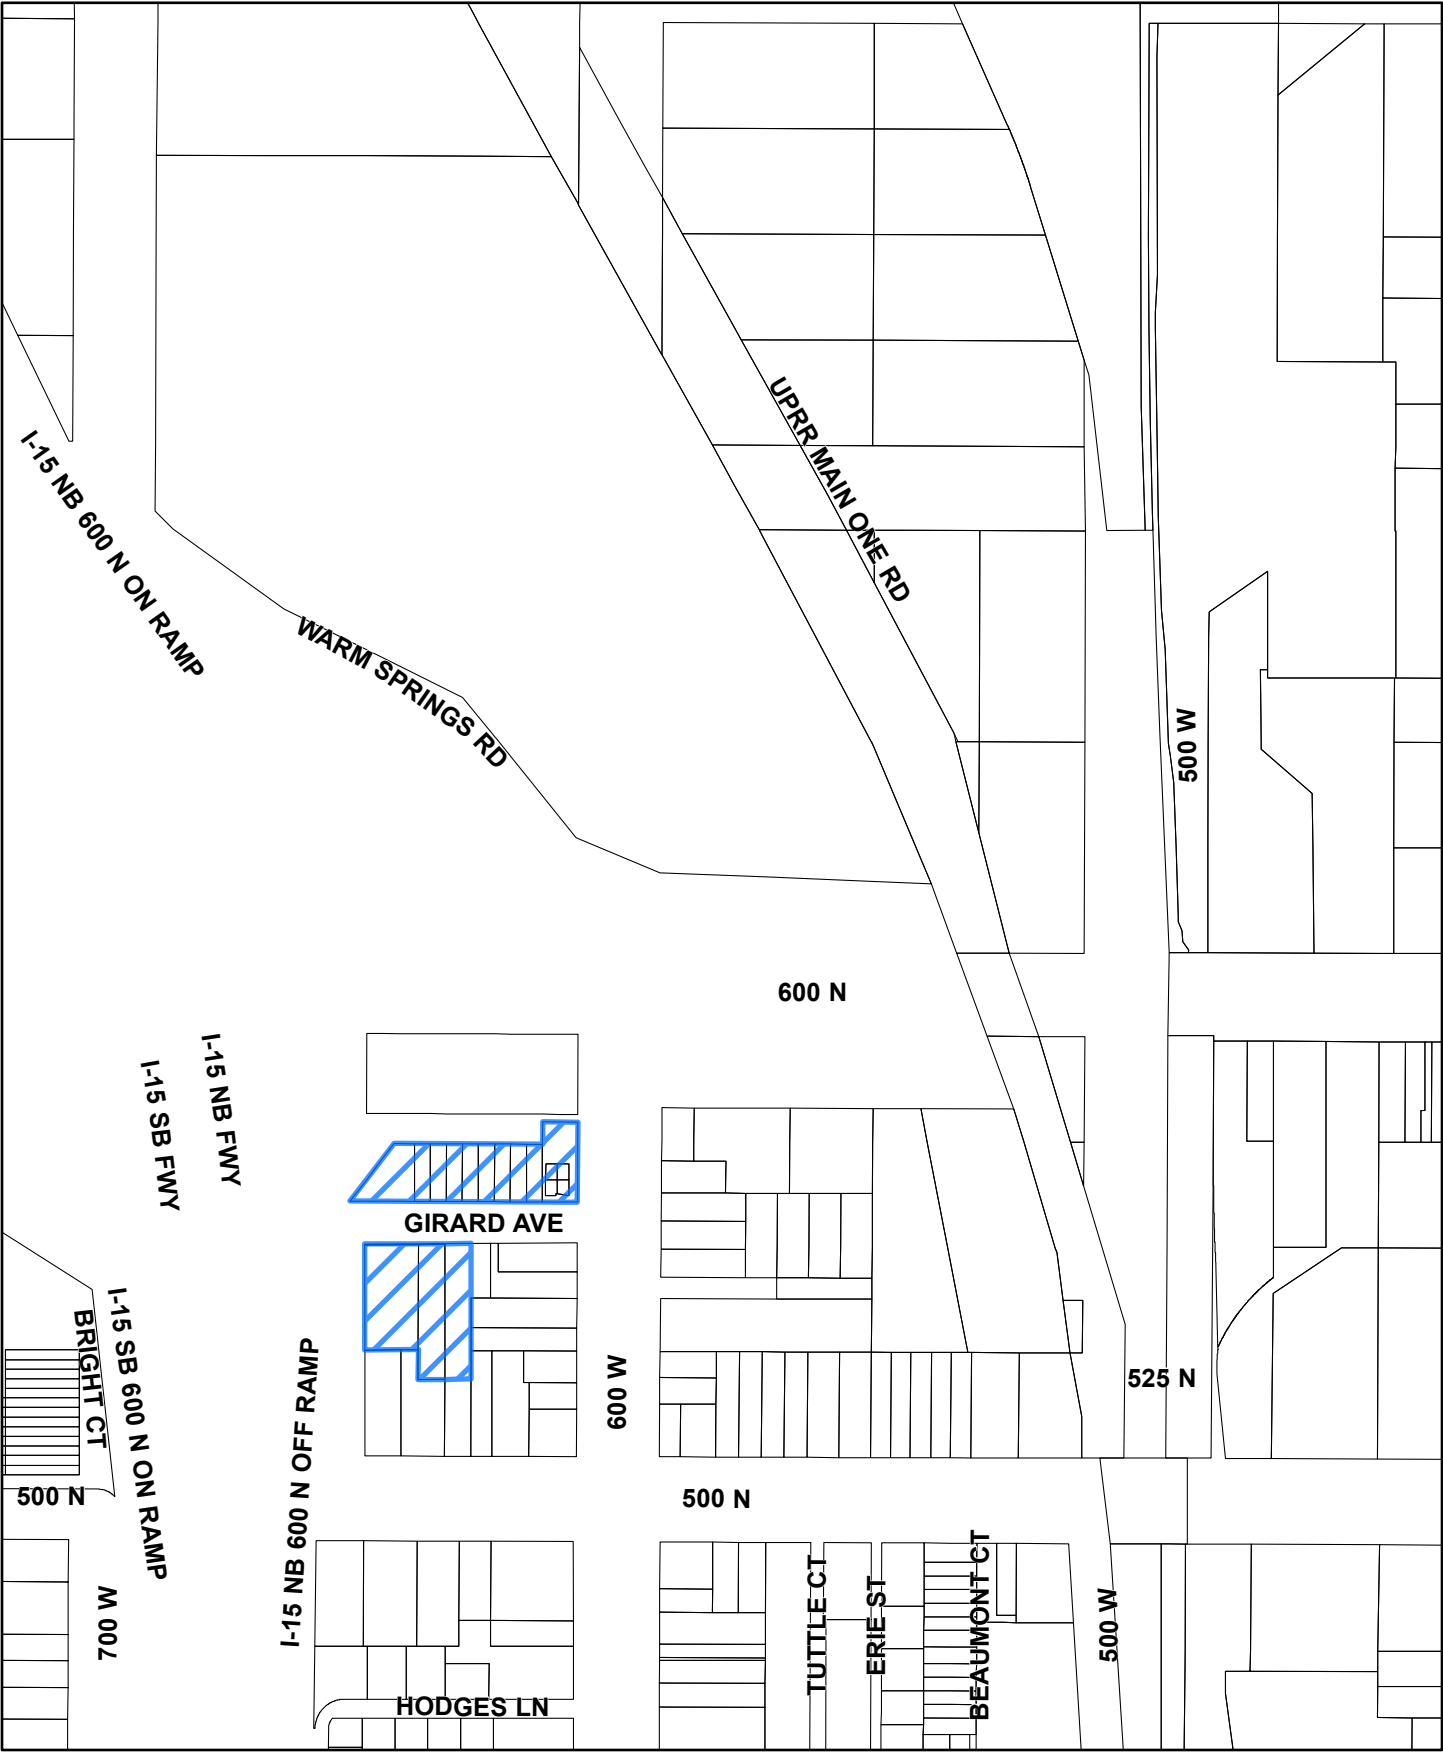 UPRR MAIN ONE RD
I-15 NB 600 N ON RAMP
WARM SPRINGS RD
500 W
600 N
I-15 NB FWY
I-15 SB FWY
GIRARD AVE
BRIGHT CT
I-15 SB 600 N ON RAMP
I-15 NB 600 N OFF RAMP
600 W
525 N
500 N
500 N
700 W
TUTTLE CT
ERIE ST
BEAUMONT CT
500 W
HODGES LN